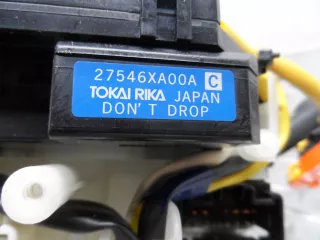 27546XA00A C
TOKAI RIKA JAPAN
DON'T DROP